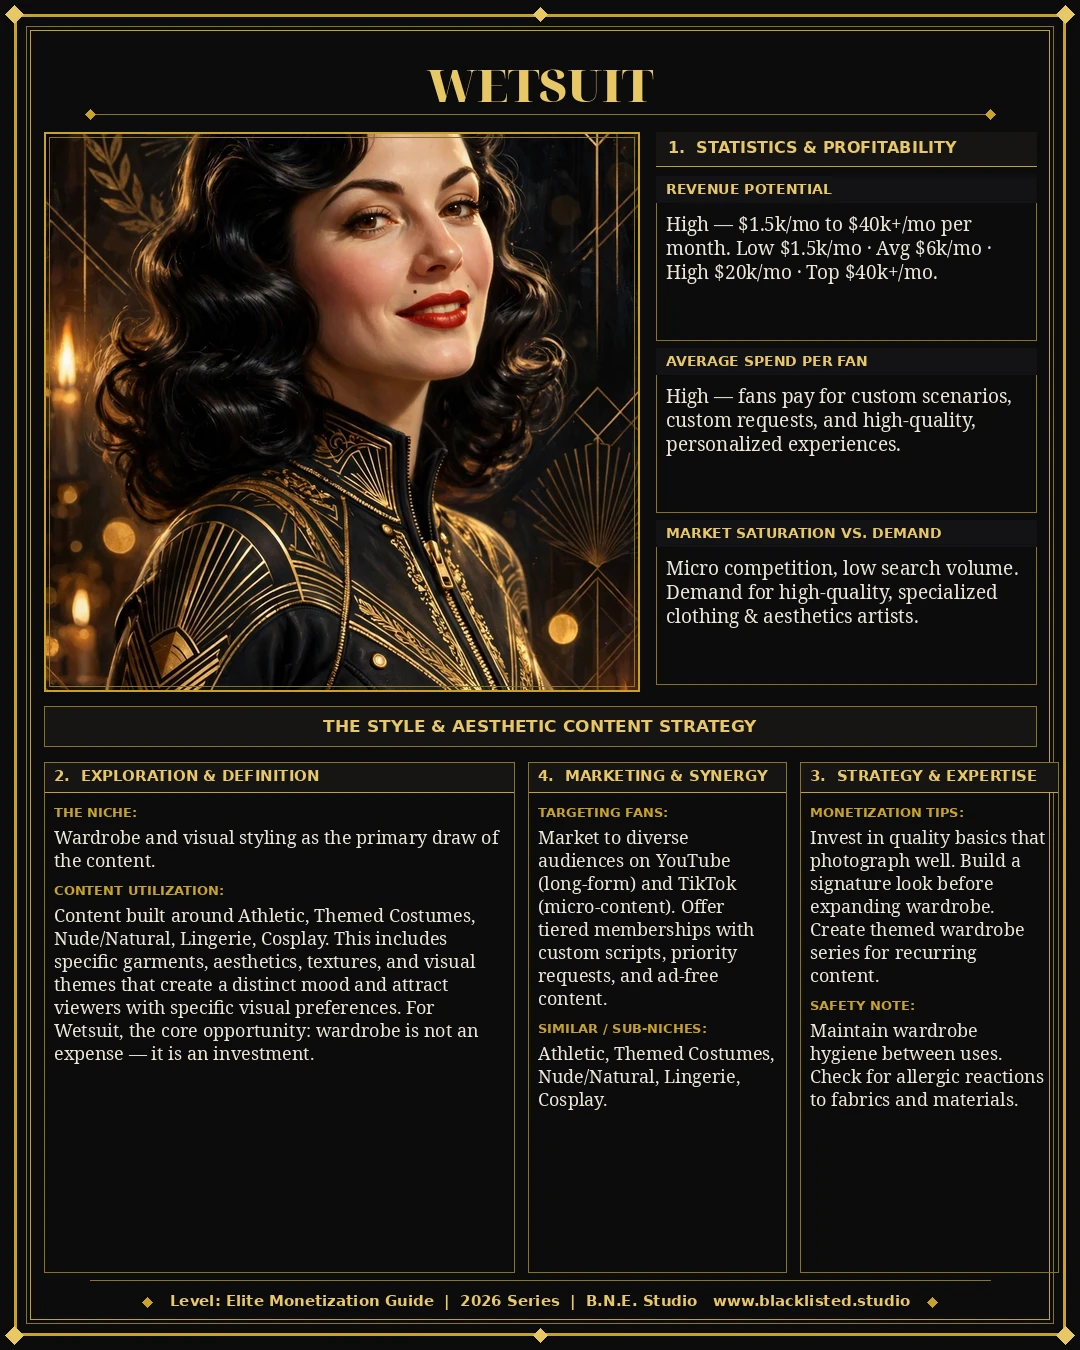 WETSUIT
1. STATISTICS & PROFITABILITY
REVENUE POTENTIAL
High — $1.5k/mo to $40k+/mo per
month. Low $1.5k/mo · Avg $6k/mo ·
High $20k/mo · Top $40k+/mo.
AVERAGE SPEND PER FAN
High — fans pay for custom scenarios,
custom requests, and high-quality,
personalized experiences.
MARKET SATURATION VS. DEMAND
Micro competition, low search volume.
Demand for high-quality, specialized
clothing & aesthetics artists.
THE STYLE & AESTHETIC CONTENT STRATEGY
2. EXPLORATION & DEFINITION
THE NICHE:
Wardrobe and visual styling as the primary draw of
the content.
CONTENT UTILIZATION:
Content built around Athletic, Themed Costumes,
Nude/Natural, Lingerie, Cosplay. This includes
specific garments, aesthetics, textures, and visual
themes that create a distinct mood and attract
viewers with specific visual preferences. For
Wetsuit, the core opportunity: wardrobe is not an
expense — it is an investment.
4. MARKETING & SYNERGY
TARGETING FANS:
Market to diverse
audiences on YouTube
(long-form) and TikTok
(micro-content). Offer
tiered memberships with
custom scripts, priority
requests, and ad-free
content.
SIMILAR / SUB-NICHES:
Athletic, Themed Costumes,
Nude/Natural, Lingerie,
Cosplay.
3. STRATEGY & EXPERTISE
MONETIZATION TIPS:
Invest in quality basics that
photograph well. Build a
signature look before
expanding wardrobe.
Create themed wardrobe
series for recurring
content.
SAFETY NOTE:
Maintain wardrobe
hygiene between uses.
Check for allergic reactions
to fabrics and materials.
Level: Elite Monetization Guide | 2026 Series | B.N.E. Studio www.blacklisted.studio